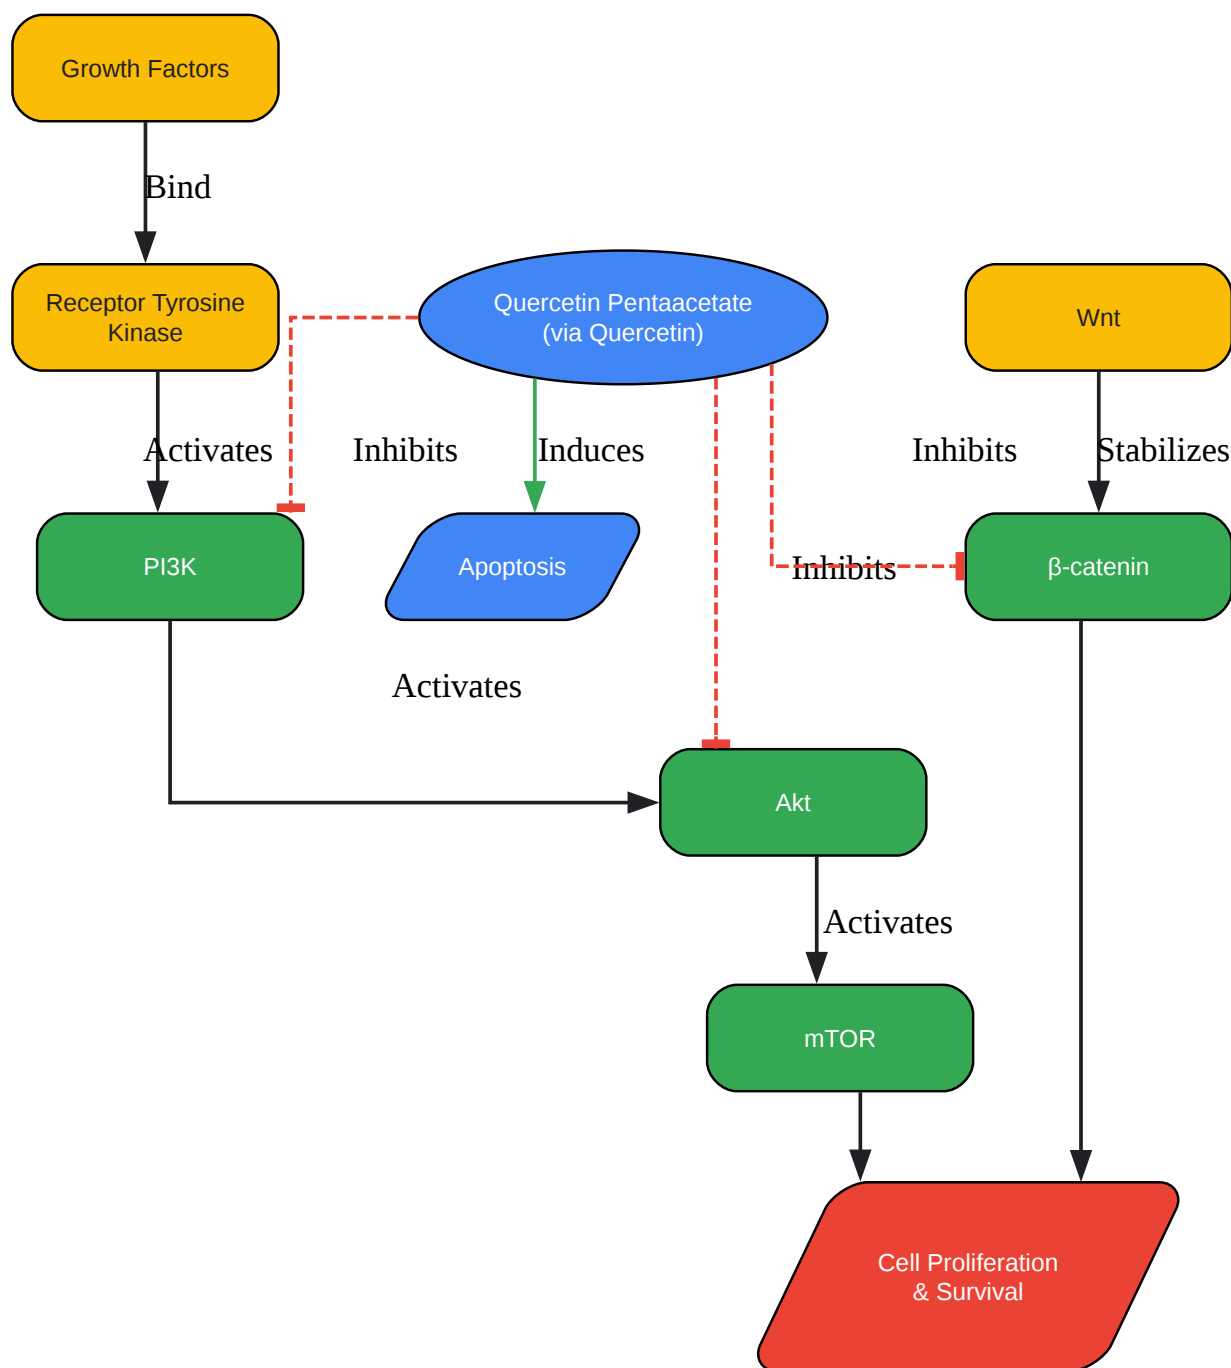 Growth Factors
Bind
Receptor Tyrosine
Kinase
Quercetin Pentaacetate
(via Quercetin)
Wnt
Activates
Inhibits
Induces
Inhibits
Stabilizes
PI3K
Apoptosis
Inhibits
β-catenin
Activates
Akt
Activates
mTOR
Cell Proliferation
& Survival